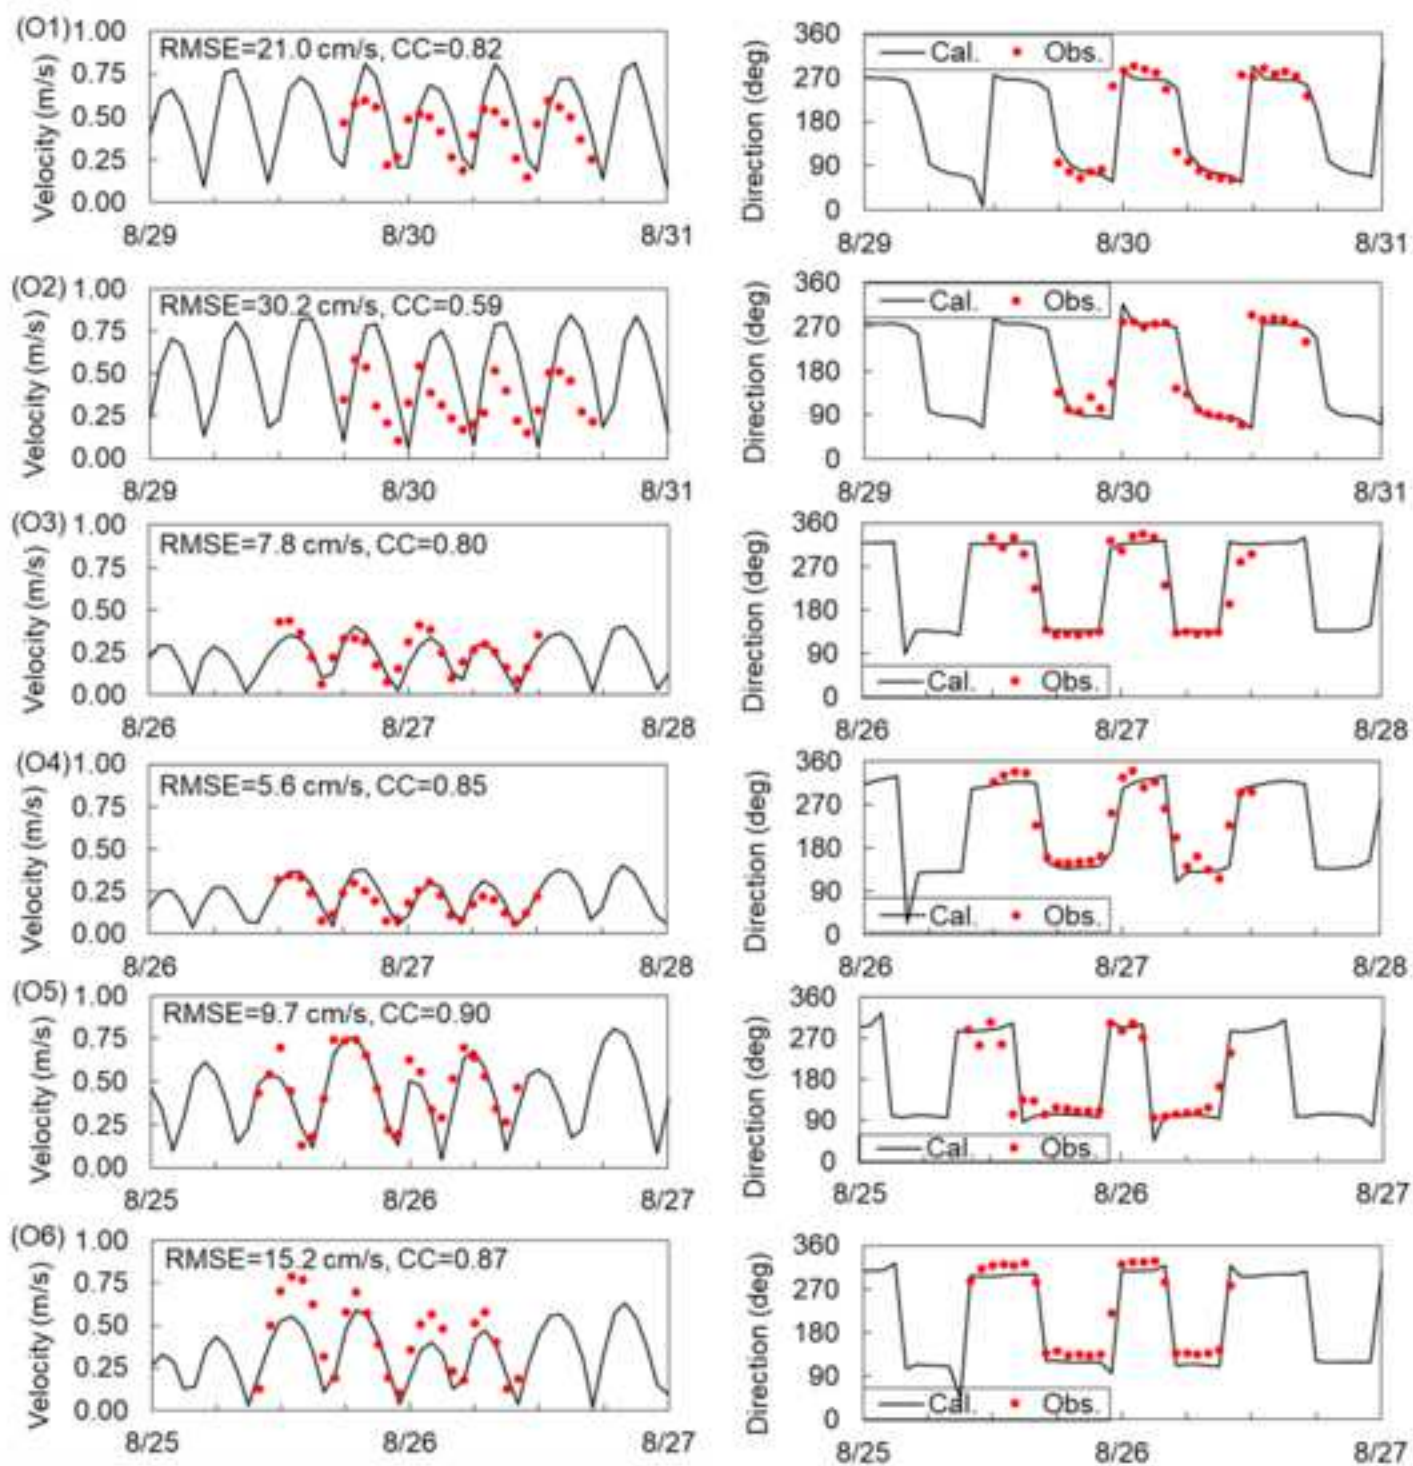 (O1) 1.00
RMSE=21.0 cm/s, CC=0.82
0.75
0.50
0.25
0.00
Velocity (m/s)
8/29 8/30 8/31
360
270
180
90
0
Direction (deg)
Cal. Obs.
8/29 8/30 8/31
(O2) 1.00
RMSE=30.2 cm/s, CC=0.59
0.75
0.50
0.25
0.00
Velocity (m/s)
8/29 8/30 8/31
360
270
180
90
0
Direction (deg)
Cal. Obs.
8/29 8/30 8/31
(O3) 1.00
RMSE=7.8 cm/s, CC=0.80
0.75
0.50
0.25
0.00
Velocity (m/s)
8/26 8/27 8/28
360
270
180
90
0
Direction (deg)
Cal. Obs.
8/26 8/27 8/28
(O4) 1.00
RMSE=5.6 cm/s, CC=0.85
0.75
0.50
0.25
0.00
Velocity (m/s)
8/26 8/27 8/28
360
270
180
90
0
Direction (deg)
Cal. Obs.
8/26 8/27 8/28
(O5) 1.00
RMSE=9.7 cm/s, CC=0.90
0.75
0.50
0.25
0.00
Velocity (m/s)
8/25 8/26 8/27
360
270
180
90
0
Direction (deg)
Cal. Obs.
8/25 8/26 8/27
(O6) 1.00
RMSE=15.2 cm/s, CC=0.87
0.75
0.50
0.25
0.00
Velocity (m/s)
8/25 8/26 8/27
360
270
180
90
0
Direction (deg)
Cal. Obs.
8/25 8/26 8/27